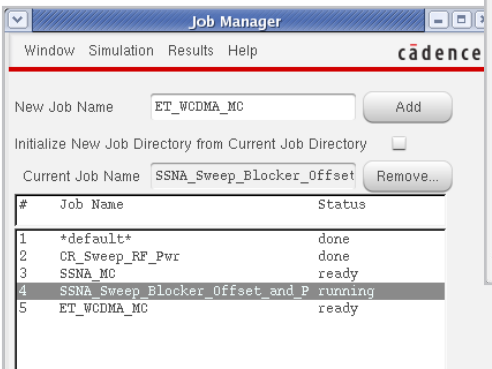 Job Manager
Window Simulation Results Help
cādence
New Job Name ET_WCDMA_MC Add
Initialize New Job Directory from Current Job Directory
Current Job Name SSNA_Sweep_Blocker_Offset Remove...
# Job Name Status
1 *default* done
2 CR_Sweep_RF_Pwr done
3 SSNA_MC ready
4 SSNA_Sweep_Blocker_Offset_and_P running
5 ET_WCDMA_MC ready